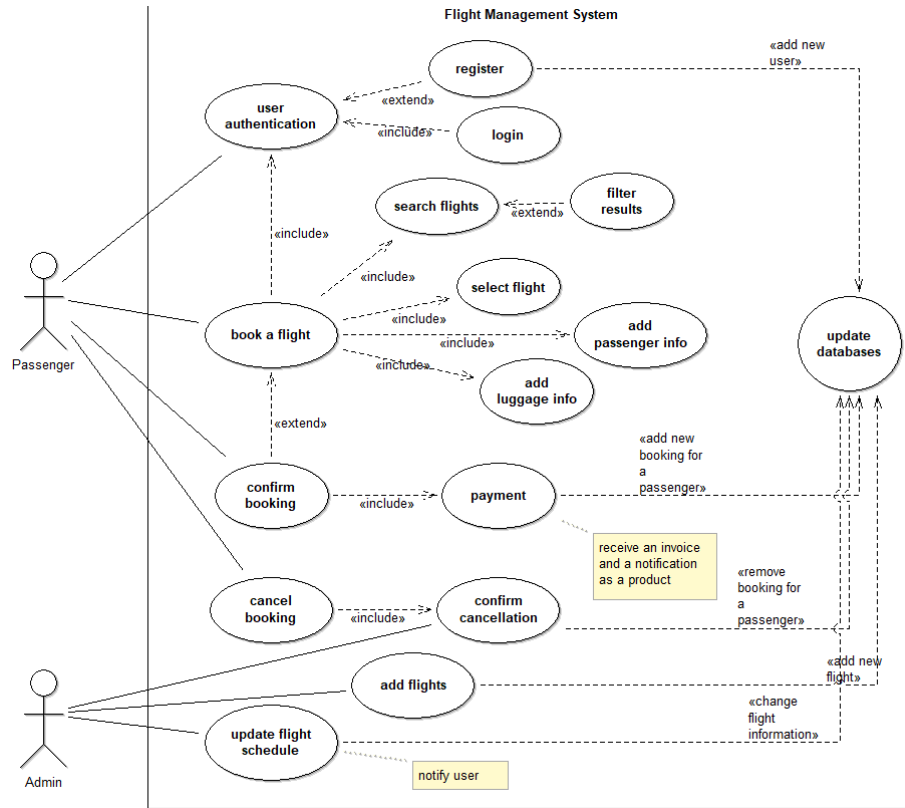 Flight Management System
register
«add new
user»
«extend»
user
authentication
«include»
login
search flights
filter
results
«extend»
«include»
«include»
select flight
«include»
Passenger
book a flight
add
passenger info
«include»
update
databases
«include»
add
luggage info
«extend»
«add new
booking for
a
passenger»
confirm
booking
«include»
payment
receive an invoice
and a notification
as a product
«remove
booking for
a
passenger»
cancel
booking
«include»
confirm
cancellation
add flights
«add new
flight»
«change
flight
information»
update flight
schedule
notify user
Admin